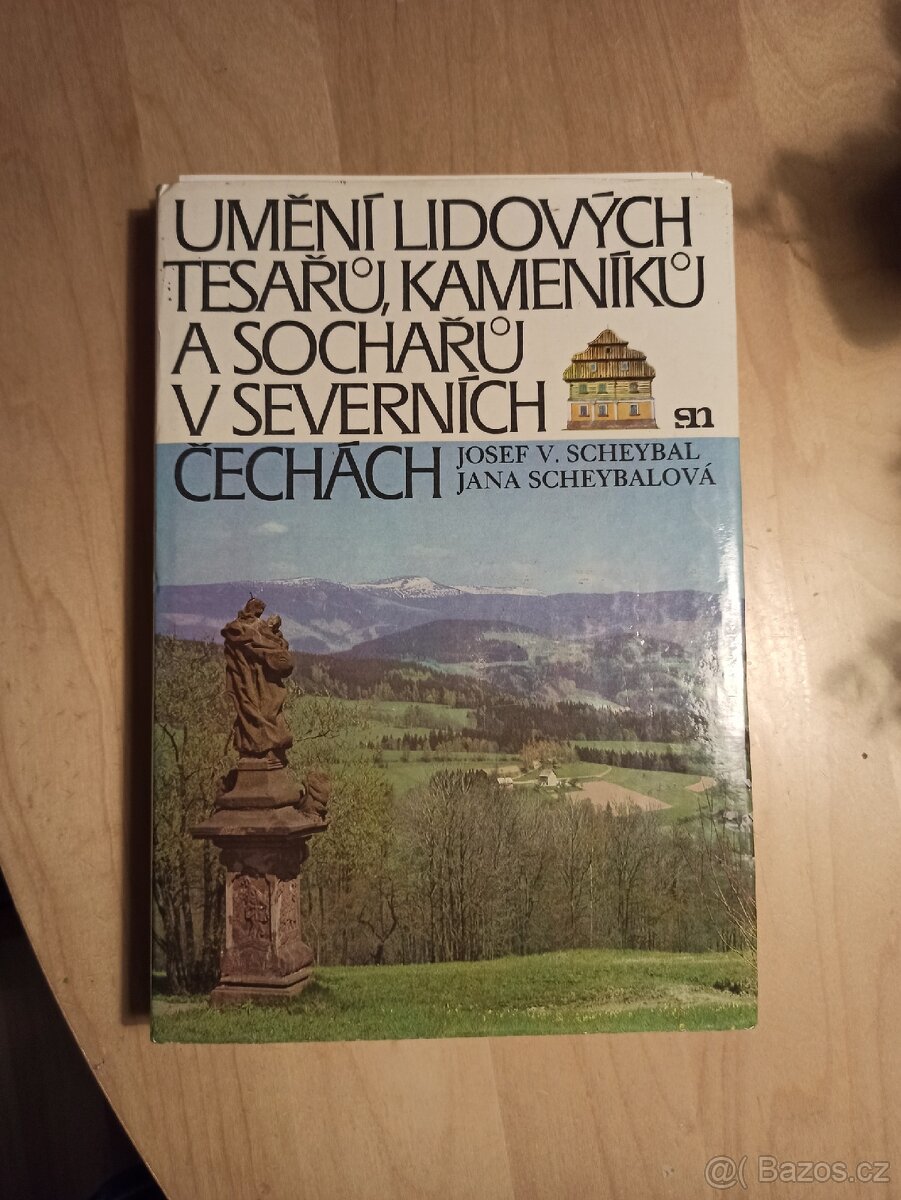 UMĚNÍ LIDOVÝCH
TESAŘŮ, KAMENÍKŮ
A SOCHAŘŮ
V SEVERNÍCH
sn
ČECHÁCH
JOSEF V. SCHEYBAL
JANA SCHEYBALOVÁ
@( Bazos.cz